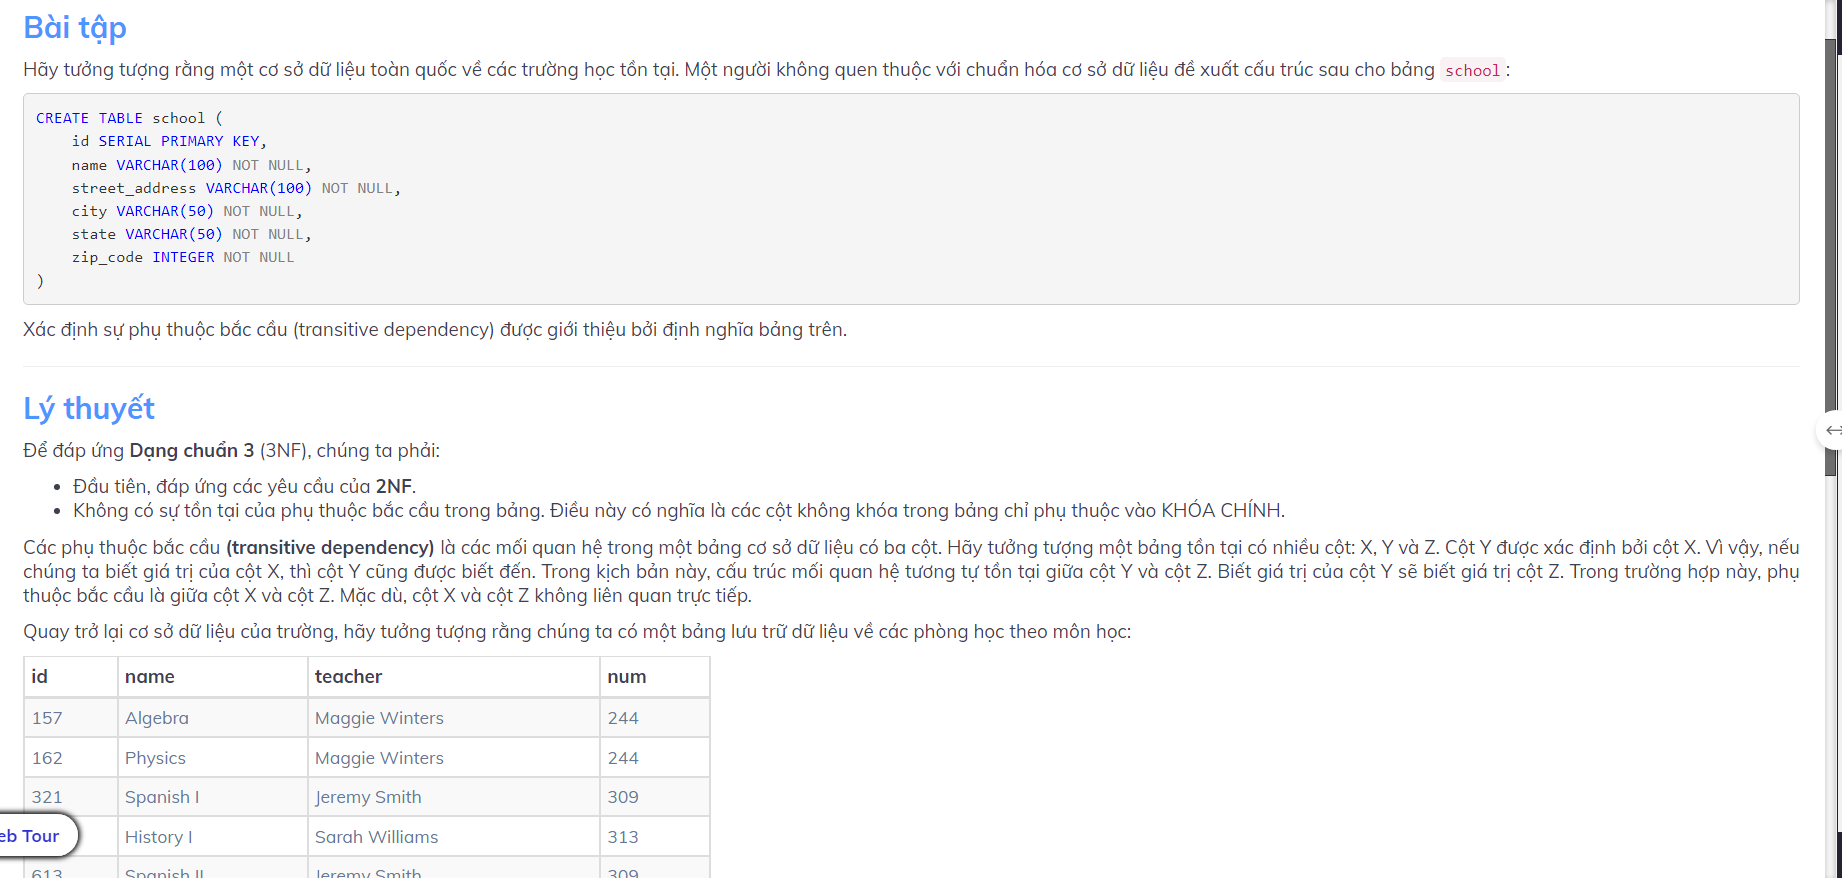 Bài tập
Hãy tưởng tượng rằng một cơ sở dữ liệu toàn quốc về các trường học tồn tại. Một người không quen thuộc với chuẩn hóa cơ sở dữ liệu đề xuất cấu trúc sau cho bảng school:
CREATE TABLE school (
    id SERIAL PRIMARY KEY,
    name VARCHAR(100) NOT NULL,
    street_address VARCHAR(100) NOT NULL,
    city VARCHAR(50) NOT NULL,
    state VARCHAR(50) NOT NULL,
    zip_code INTEGER NOT NULL
)
Xác định sự phụ thuộc bắc cầu (transitive dependency) được giới thiệu bởi định nghĩa bảng trên.
Lý thuyết
Để đáp ứng Dạng chuẩn 3 (3NF), chúng ta phải:
• Đầu tiên, đáp ứng các yêu cầu của 2NF.
• Không có sự tồn tại của phụ thuộc bắc cầu trong bảng. Điều này có nghĩa là các cột không khóa trong bảng chỉ phụ thuộc vào KHÓA CHÍNH.
Các phụ thuộc bắc cầu (transitive dependency) là các mối quan hệ trong một bảng cơ sở dữ liệu có ba cột. Hãy tưởng tượng một bảng tồn tại có nhiều cột: X, Y và Z. Cột Y được xác định bởi cột X. Vì vậy, nếu
chúng ta biết giá trị của cột X, thì cột Y cũng được biết đến. Trong kịch bản này, cấu trúc mối quan hệ tương tự tồn tại giữa cột Y và cột Z. Biết giá trị của cột Y sẽ biết giá trị cột Z. Trong trường hợp này, phụ
thuộc bắc cầu là giữa cột X và cột Z. Mặc dù, cột X và cột Z không liên quan trực tiếp.
Quay trở lại cơ sở dữ liệu của trường, hãy tưởng tượng rằng chúng ta có một bảng lưu trữ dữ liệu về các phòng học theo môn học:
id name teacher num
157 Algebra Maggie Winters 244
162 Physics Maggie Winters 244
321 Spanish I Jeremy Smith 309
eb Tour History I Sarah Williams 313
613 Spanish II Jeremy Smith 309